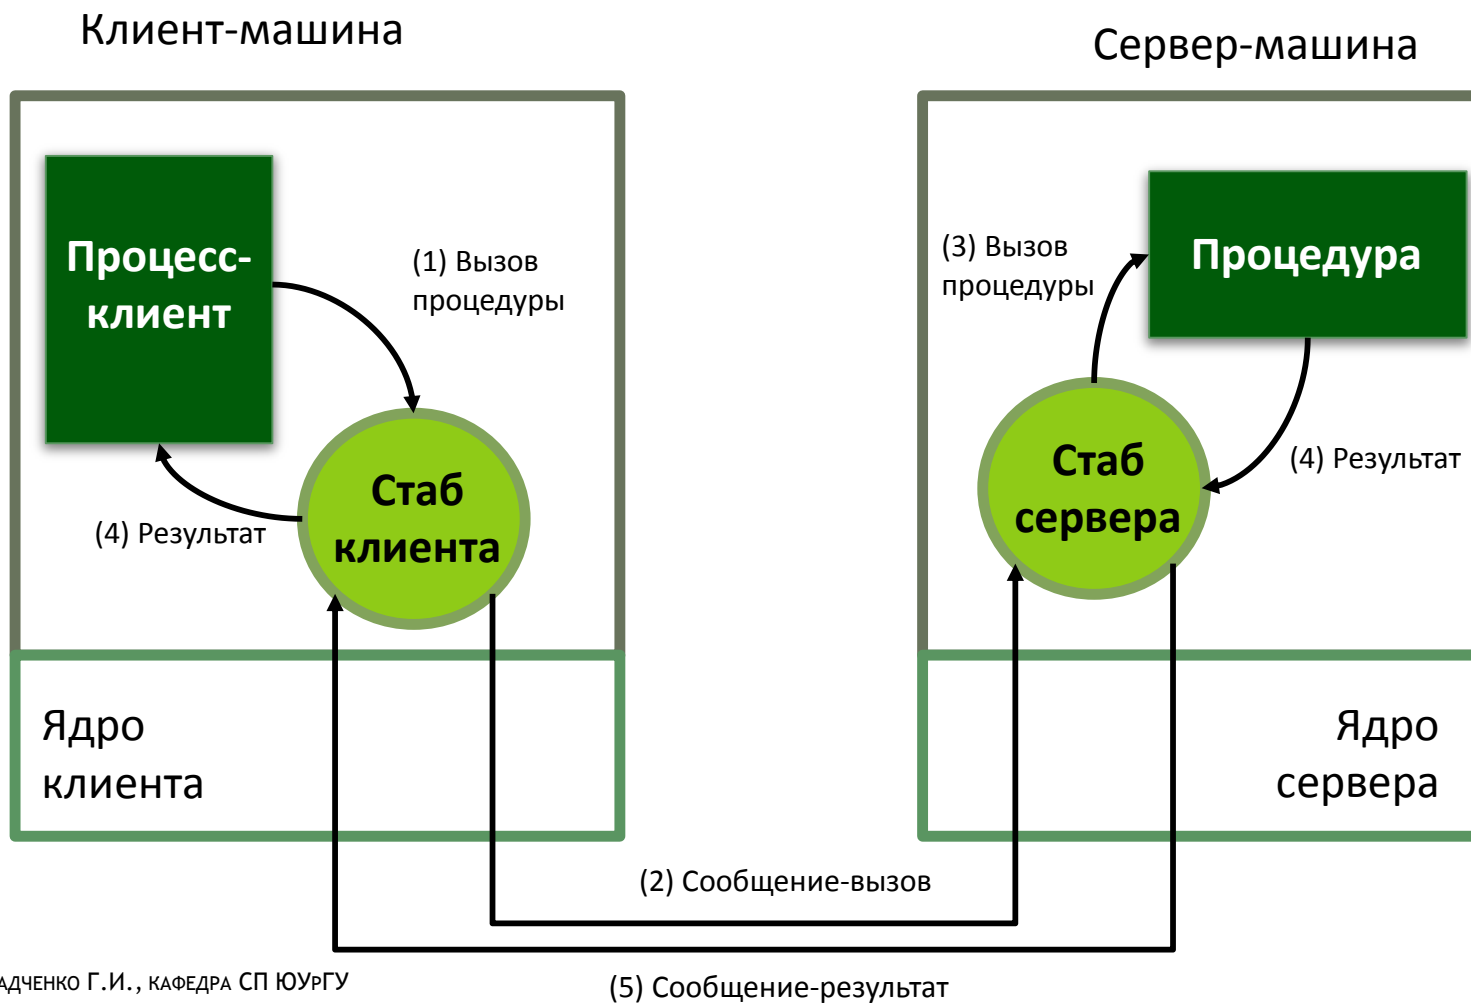 Клиент-машина
Сервер-машина
Процесс-
клиент
(1) Вызов
процедуры
(3) Вызов
процедуры
Процедура
Стаб
клиента
(4) Результат
Стаб
сервера
(4) Результат
Ядро
клиента
Ядро
сервера
(2) Сообщение-вызов
(5) Сообщение-результат
АДЧЕНКО Г.И., КАФЕДРА СП ЮУРГУ